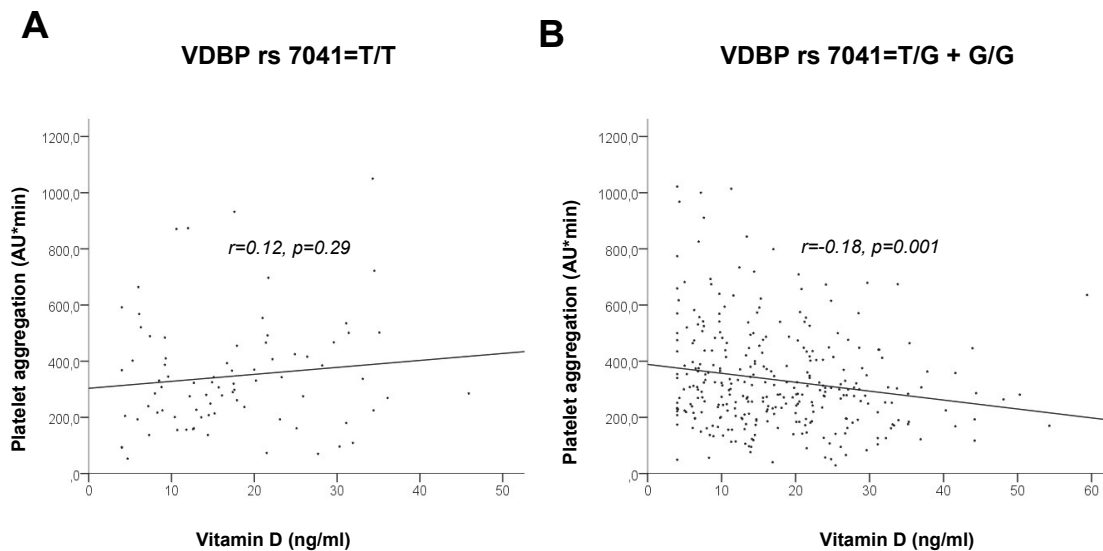 A
VDBP rs 7041=T/T
Platelet aggregation (AU*min)
1200,0
1000,0
800,0
600,0
400,0
200,0
,0
r=0.12, p=0.29
0 10 20 30 40 50
Vitamin D (ng/ml)
B
VDBP rs 7041=T/G + G/G
Platelet aggregation (AU*min)
1200,0
1000,0
800,0
600,0
400,0
200,0
,0
r=-0.18, p=0.001
0 10 20 30 40 50 60
Vitamin D (ng/ml)